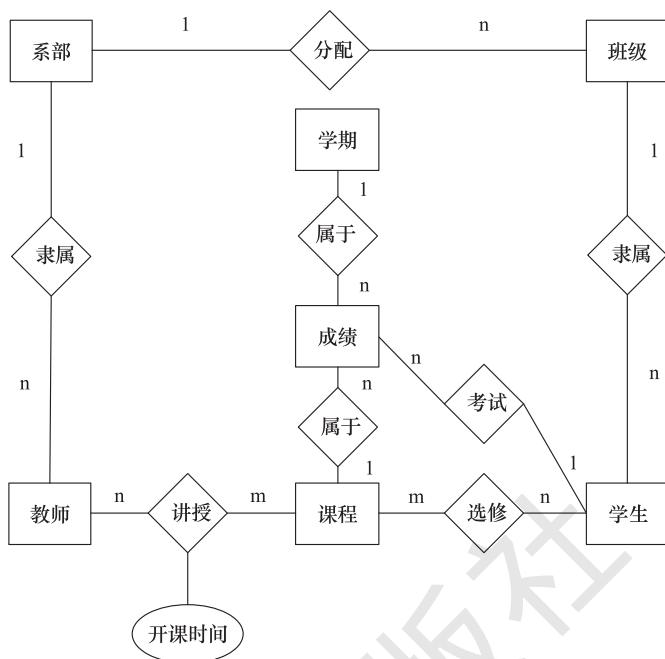 系部 1 分配 n 班级
学期
1 1 1
隶属 属于 隶属
n
成绩
n n n n
属于 考试
1 1
教师 n 讲授 m 课程 m 选修 n 学生
开课时间
版社